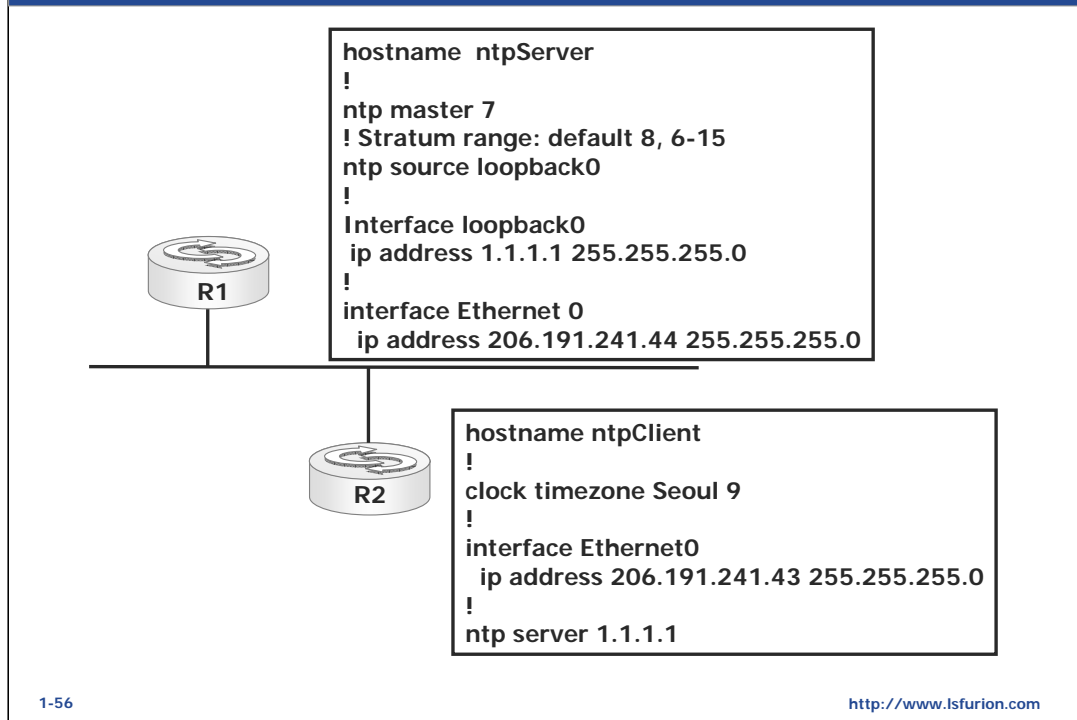 hostname  ntpServer
!
ntp master 7
! Stratum range: default 8, 6-15
ntp source loopback0
!
Interface loopback0
ip address 1.1.1.1 255.255.255.0
!
interface Ethernet 0
ip address 206.191.241.44 255.255.255.0
R1
R2
hostname ntpClient
!
clock timezone Seoul 9
!
interface Ethernet0
ip address 206.191.241.43 255.255.255.0
!
ntp server 1.1.1.1
1-56
http://www.lsfurion.com